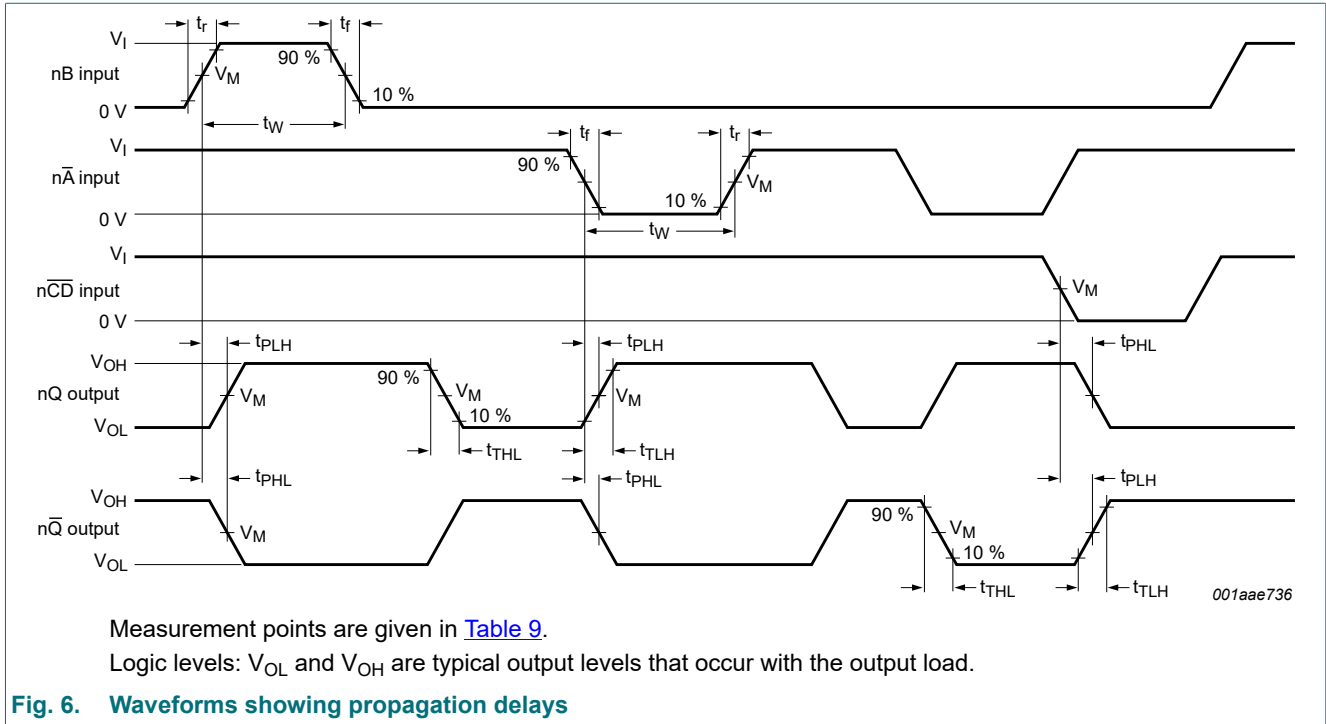 tr tf
VI
90 %
nB input
VM
10 %
0 V
tW
tf tr
VI
90 %
nA̅ input
VM
10 %
0 V
tW
VI
nC̅D̅ input
VM
0 V
tPLH tPLH tPHL
VOH
90 %
nQ output
VM VM VM
10 %
VOL
tTHL tTLH
tPHL tPHL tPLH
VOH
90 %
nQ̅ output
VM VM
10 %
VOL
tTHL tTLH
001aae736
Measurement points are given in Table 9.
Logic levels: VOL and VOH are typical output levels that occur with the output load.
Fig. 6. Waveforms showing propagation delays